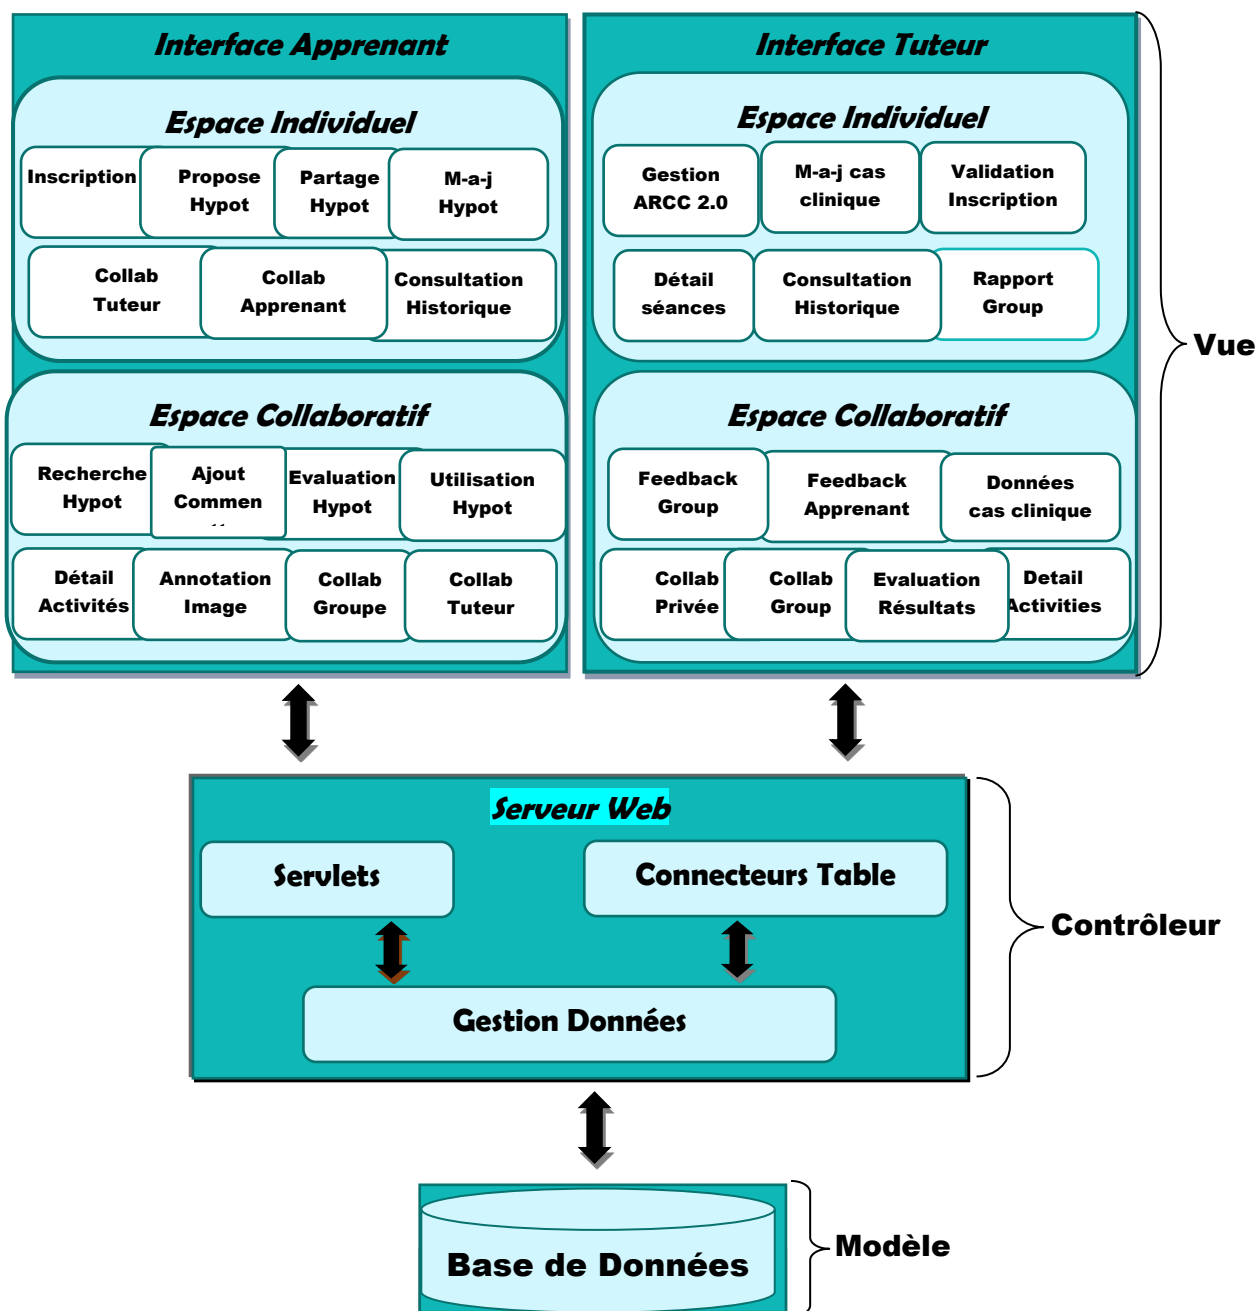 Interface Apprenant
Espace Individuel
Inscription
Propose
Hypot
Partage
Hypot
M-a-j
Hypot
Collab
Tuteur
Collab
Apprenant
Consultation
Historique
Espace Collaboratif
Recherche
Hypot
Ajout
Commen
Evaluation
Hypot
Utilisation
Hypot
Détail
Activités
Annotation
Image
Collab
Groupe
Collab
Tuteur
Interface Tuteur
Espace Individuel
Gestion
ARCC 2.0
M-a-j cas
clinique
Validation
Inscription
Détail
séances
Consultation
Historique
Rapport
Group
Espace Collaboratif
Feedback
Group
Feedback
Apprenant
Données
cas clinique
Collab
Privée
Collab
Group
Evaluation
Résultats
Detail
Activities
Vue
Serveur Web
Servlets
Connecteurs Table
Gestion Données
Contrôleur
Base de Données
Modèle